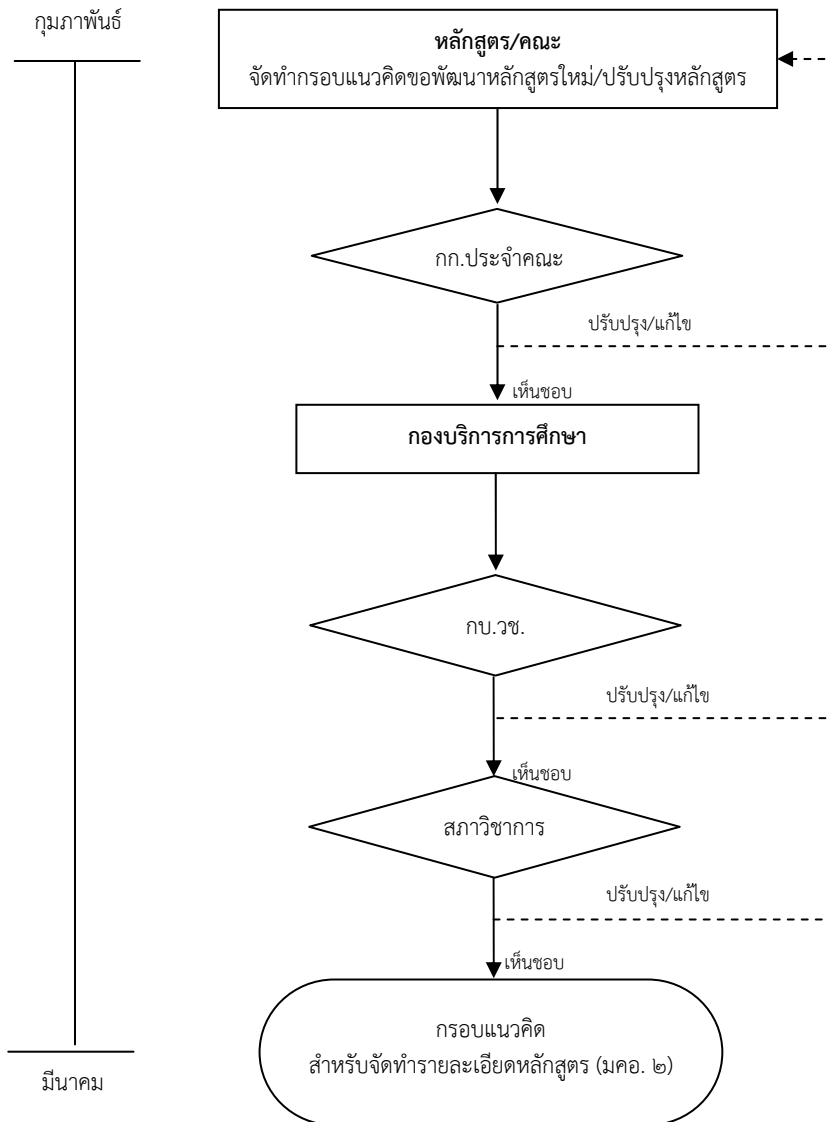 กุมภาพันธ์
หลักสูตร/คณะ
จัดทำกรอบแนวคิดขอพัฒนาหลักสูตรใหม่/ปรับปรุงหลักสูตร
กก.ประจำคณะ
ปรับปรุง/แก้ไข
เห็นชอบ
กองบริการการศึกษา
กบ.วช.
ปรับปรุง/แก้ไข
เห็นชอบ
สภาวิชาการ
ปรับปรุง/แก้ไข
เห็นชอบ
กรอบแนวคิด
สำหรับจัดทำรายละเอียดหลักสูตร (มคอ. ๒)
มีนาคม